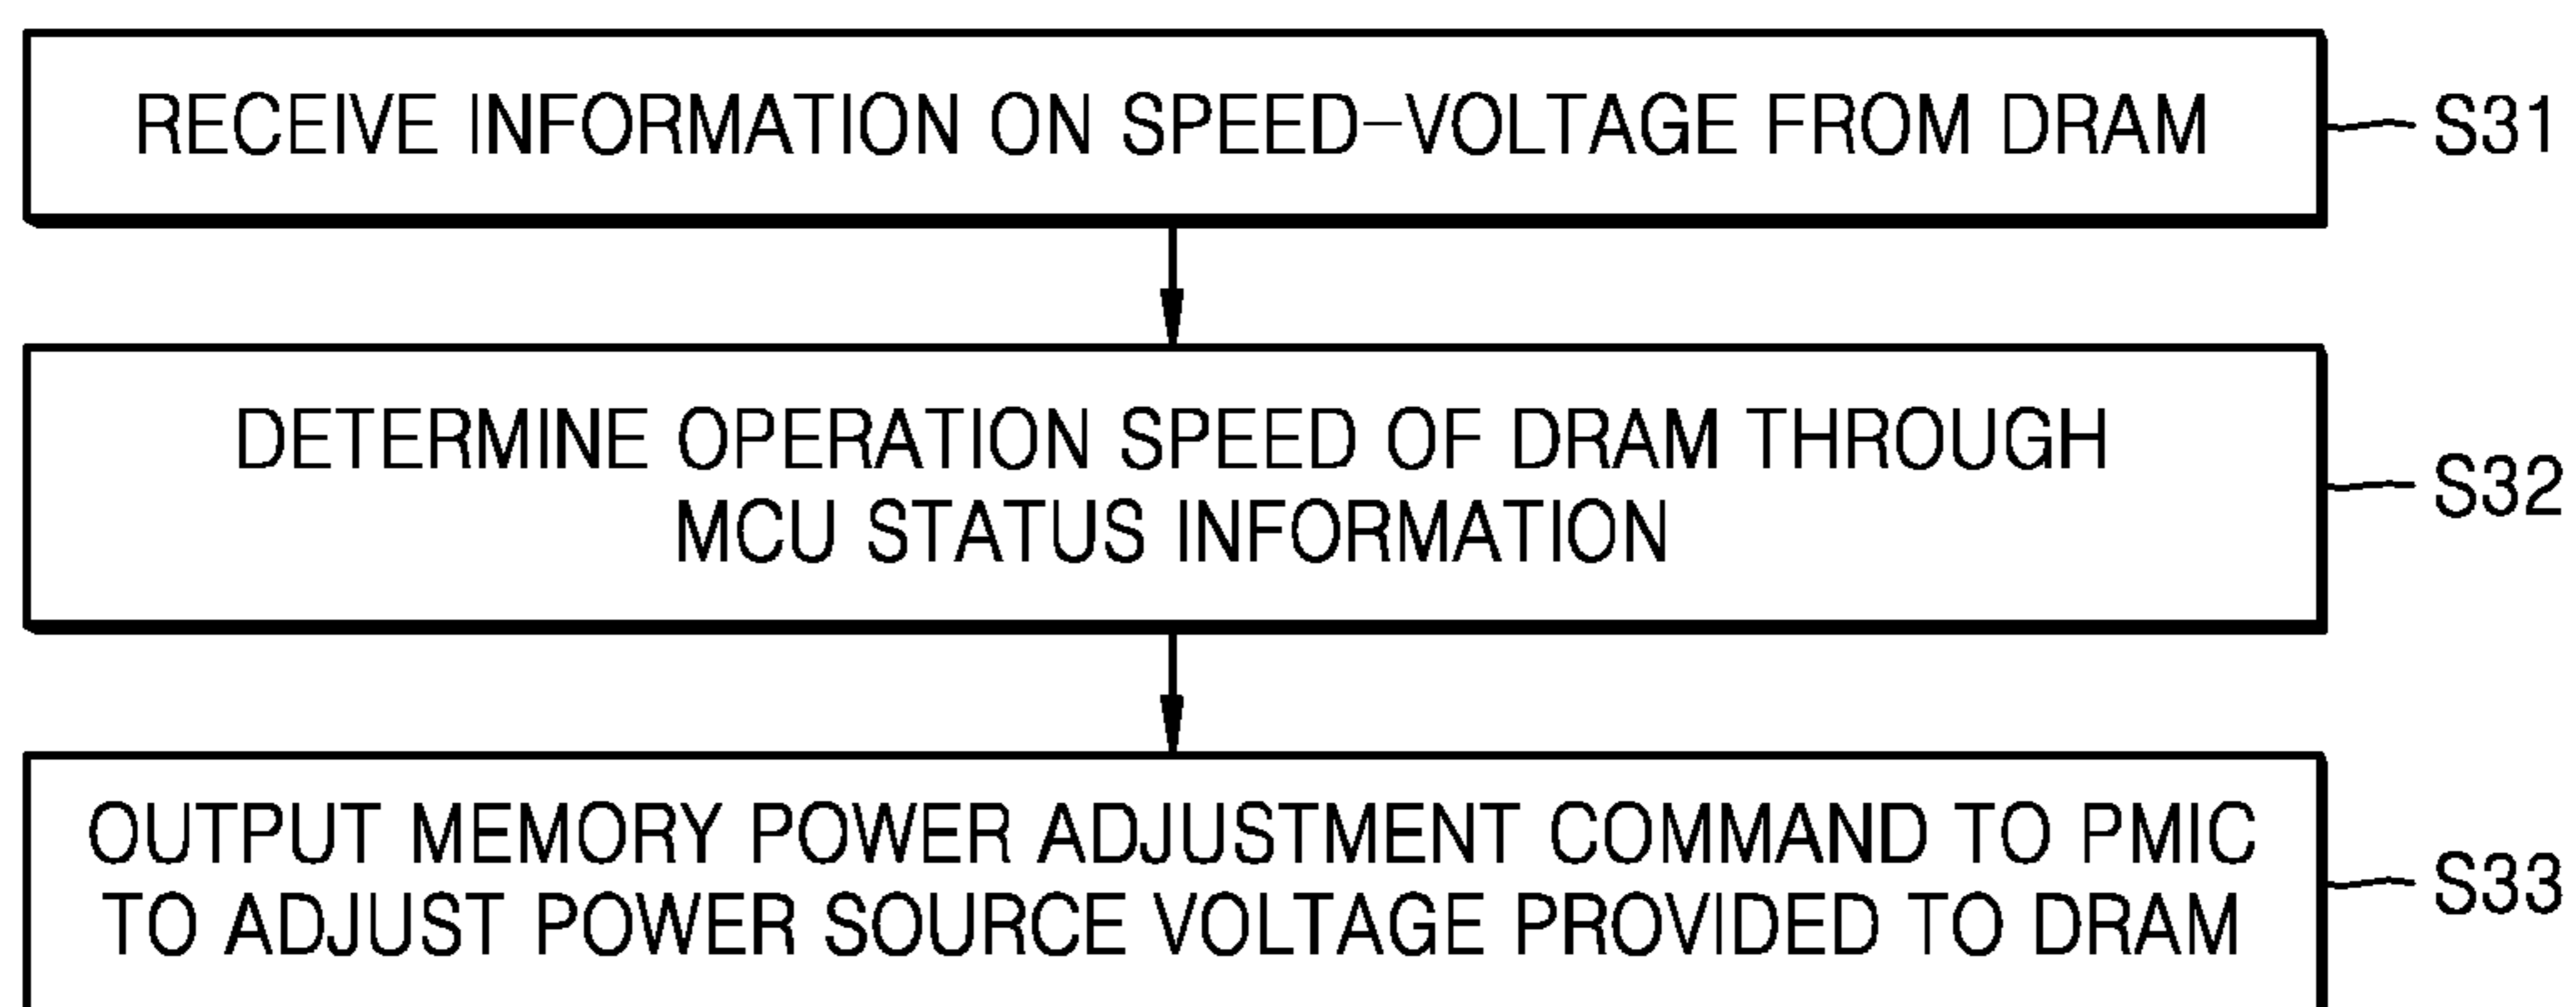 RECEIVE INFORMATION ON SPEED-VOLTAGE FROM DRAM
S31
DETERMINE OPERATION SPEED OF DRAM THROUGH
MCU STATUS INFORMATION
S32
OUTPUT MEMORY POWER ADJUSTMENT COMMAND TO PMIC
TO ADJUST POWER SOURCE VOLTAGE PROVIDED TO DRAM
S33